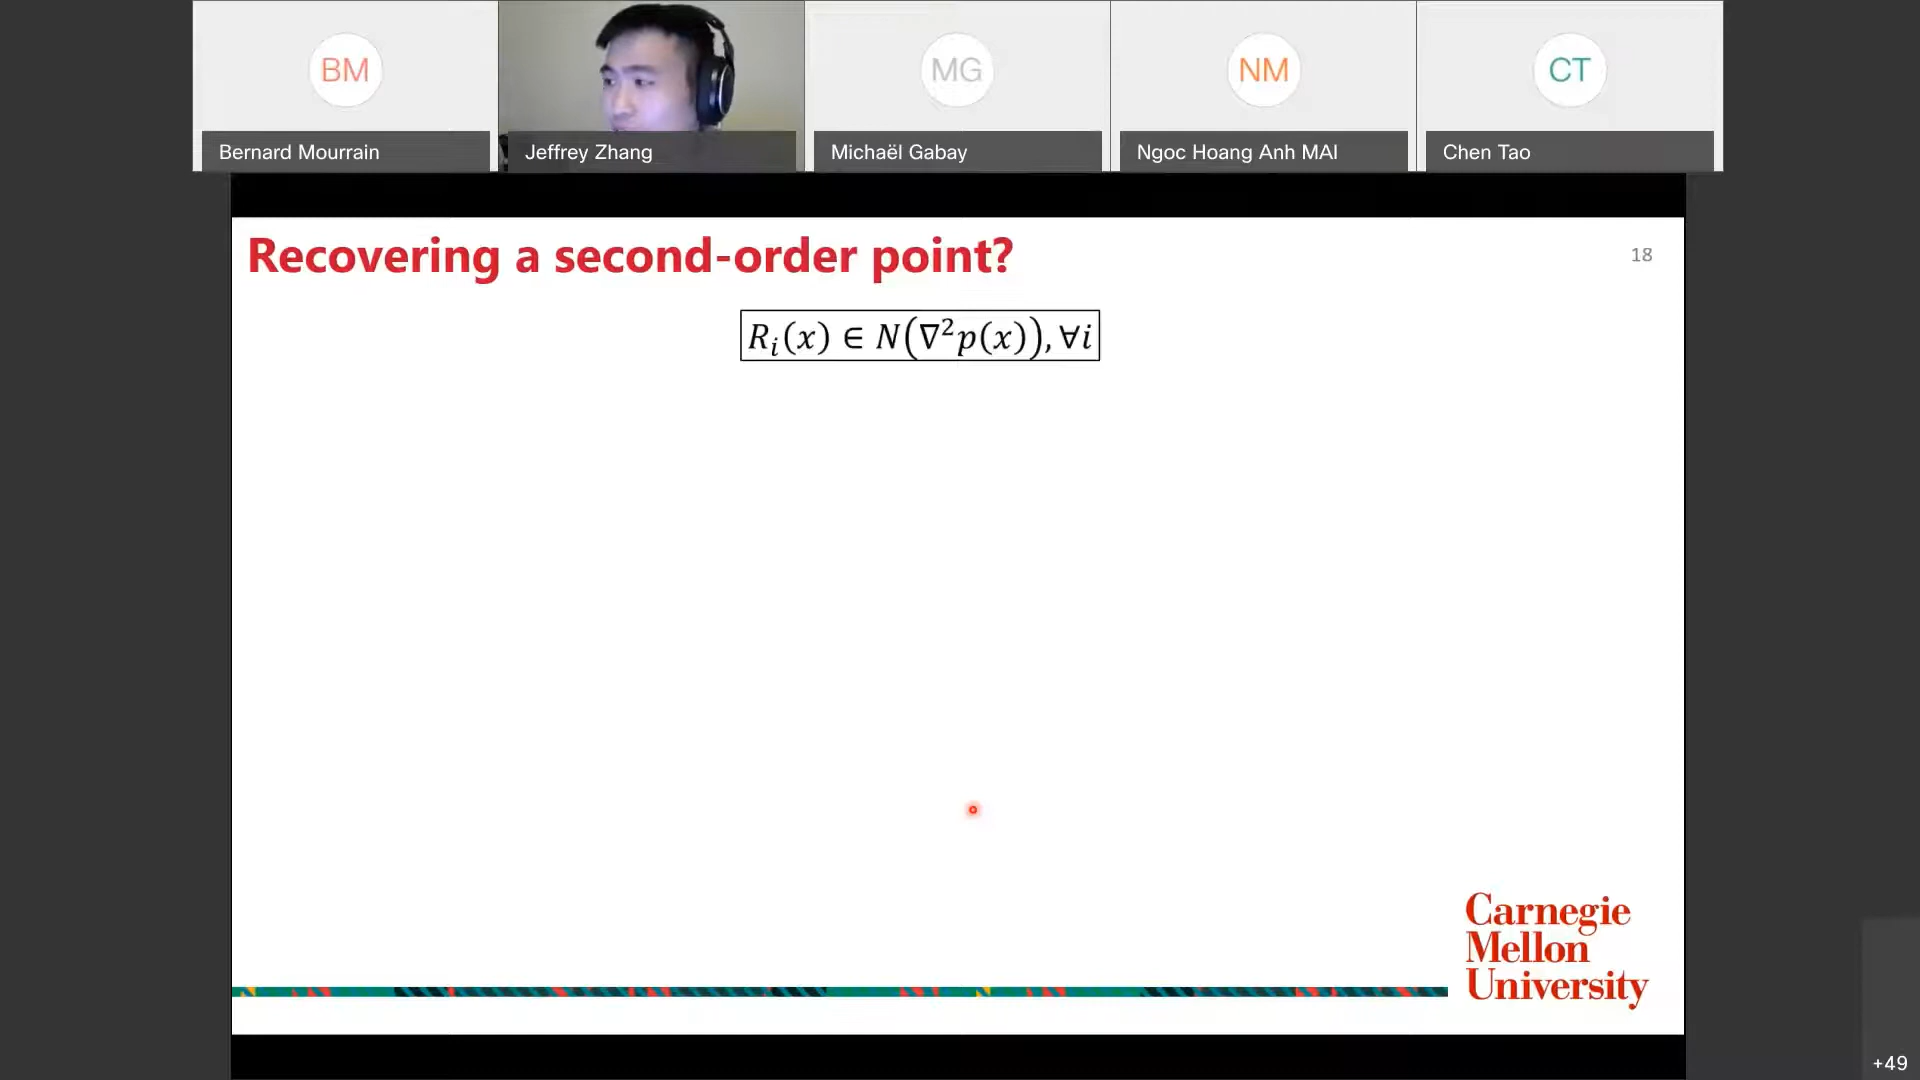 BM
MG
NM
CT
Bernard Mourrain
Jeffrey Zhang
Michaël Gabay
Ngoc Hoang Anh MAI
Chen Tao
Recovering a second-order point?
18
𝑅ᵢ(𝑥) ∈ 𝑁(∇²𝑝(𝑥)), ∀𝑖
Carnegie
Mellon
University
+49